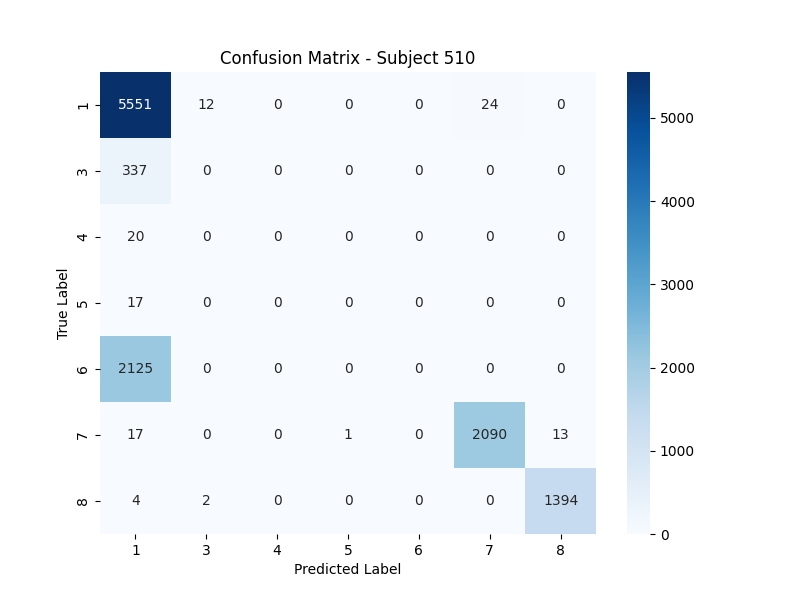 Confusion Matrix - Subject 510
True Label
1 5551 12 0 0 0 24 0
3 337 0 0 0 0 0 0
4 20 0 0 0 0 0 0
5 17 0 0 0 0 0 0
6 2125 0 0 0 0 0 0
7 17 0 0 1 0 2090 13
8 4 2 0 0 0 0 1394
1 3 4 5 6 7 8
Predicted Label
5000
4000
3000
2000
1000
0